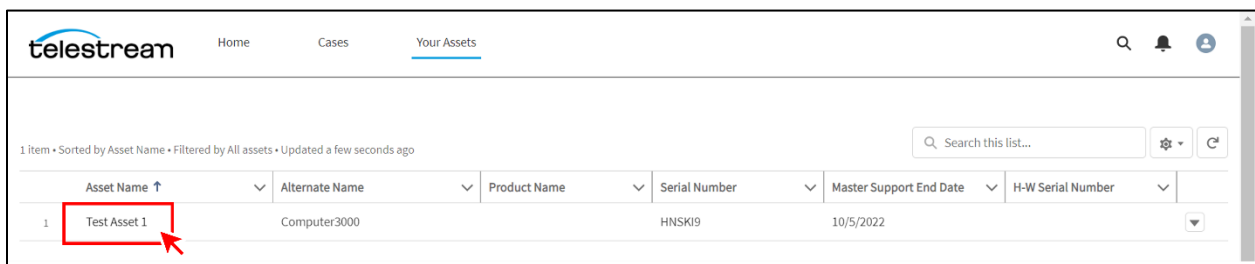 telestream Home Cases Your Assets
1 item • Sorted by Asset Name • Filtered by All assets • Updated a few seconds ago
Search this list...
Asset Name ↑ Alternate Name Product Name Serial Number Master Support End Date H-W Serial Number
1 Test Asset 1 Computer3000 HNSKI9 10/5/2022